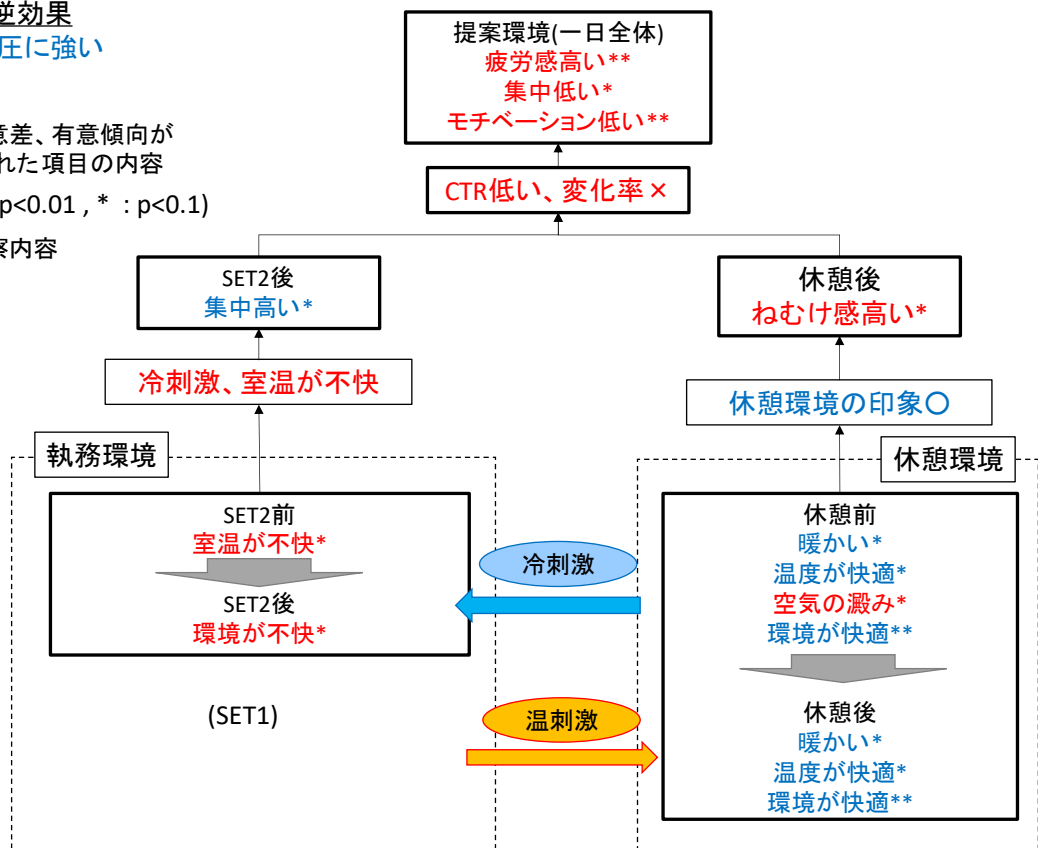 逆効果
圧に強い
意差、有意傾向が
れた項目の内容
p<0.01 , * : p<0.1)
察内容
提案環境(一日全体)
疲労感高い**
集中低い*
モチベーション低い**
CTR低い、変化率×
SET2後
集中高い*
休憩後
ねむけ感高い*
冷刺激、室温が不快
休憩環境の印象〇
執務環境
休憩環境
SET2前
室温が不快*
SET2後
環境が不快*
(SET1)
冷刺激
温刺激
休憩前
暖かい*
温度が快適*
空気の澱み*
環境が快適**
休憩後
暖かい*
温度が快適*
環境が快適**